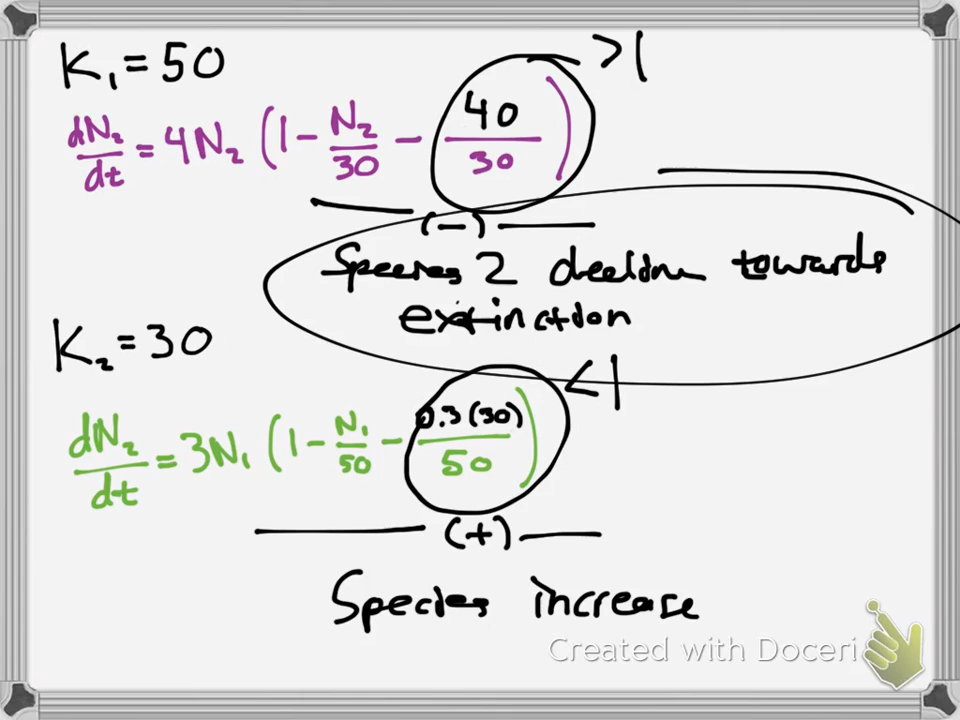 K₁ = 50
dN₂/dt = 4N₂ (1 - N₂/30 - 40/30) >1
(-)
Species 2 decline towards
extinction
K₂ = 30
dN₂/dt = 3N₁ (1 - N₁/50 - 0.3(30)/50) <1
(+)
Species increase
Created with Doceri